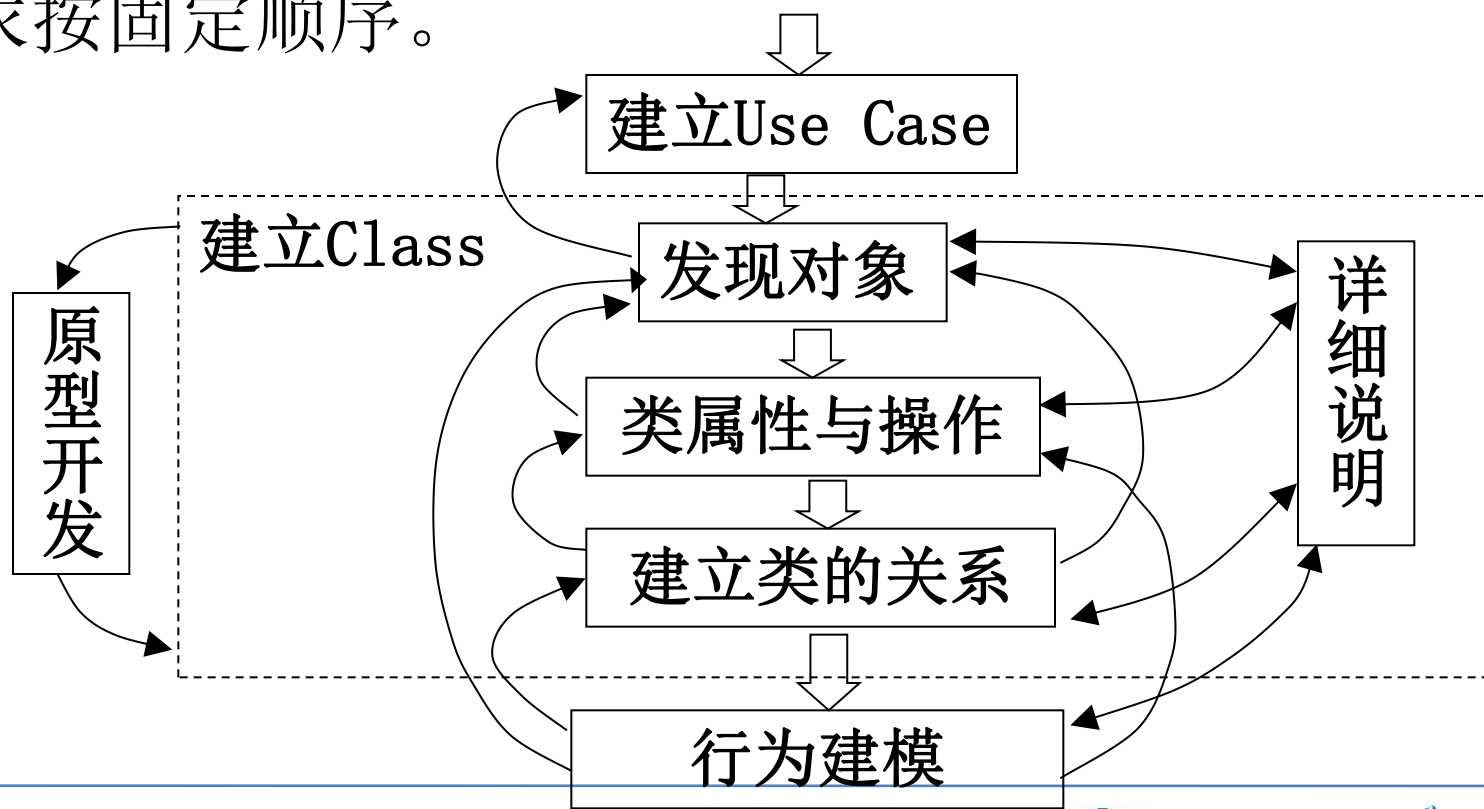 求按固定顺序。
建立Use Case
建立Class
发现对象
原型开发
详细说明
类属性与操作
建立类的关系
行为建模